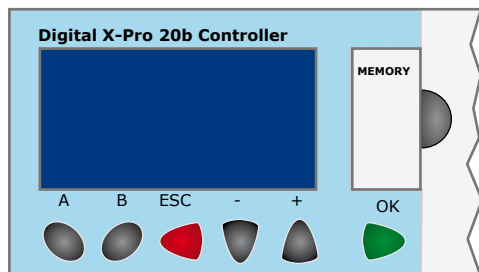 Digital X-Pro 20b Controller
MEMORY
A B ESC - + OK